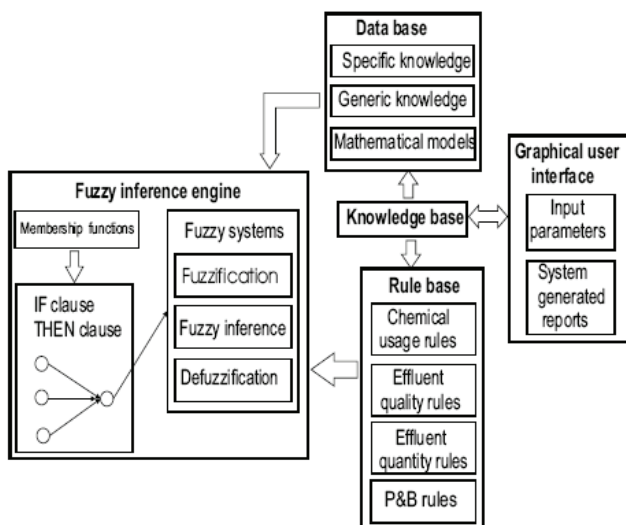 Data base
Specific knowledge
Generic knowledge
Mathematical models
Graphical user
interface
Input
parameters
System
generated
reports
Knowledge base
Fuzzy inference engine
Membership functions
IF clause
THEN clause
Fuzzy systems
Fuzzification
Fuzzy inference
Defuzzification
Rule base
Chemical
usage rules
Effluent
quality rules
Effluent
quantity rules
P&B rules